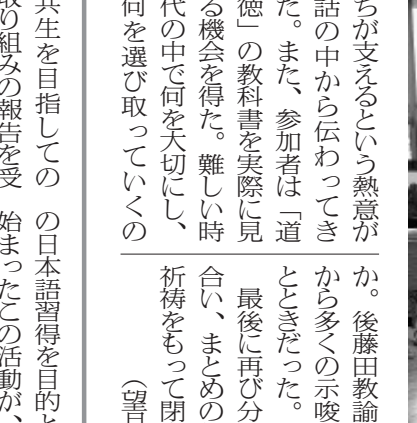 ちが支えるという熱意が
話の中から伝わってき
た。また、参加者は「道
徳」の教科書を実際に見
る機会を得た。難しい時
代の中で何を大切にし、
何を選び取っていくの
か。後藤田教諭
から多くの示唆
とときだった。
最後に再び分
合い、まとめの
祈祷をもって閉
共生を目指しての
取り組みの報告を受
の日本語習得を目的と
始まったこの活動が、